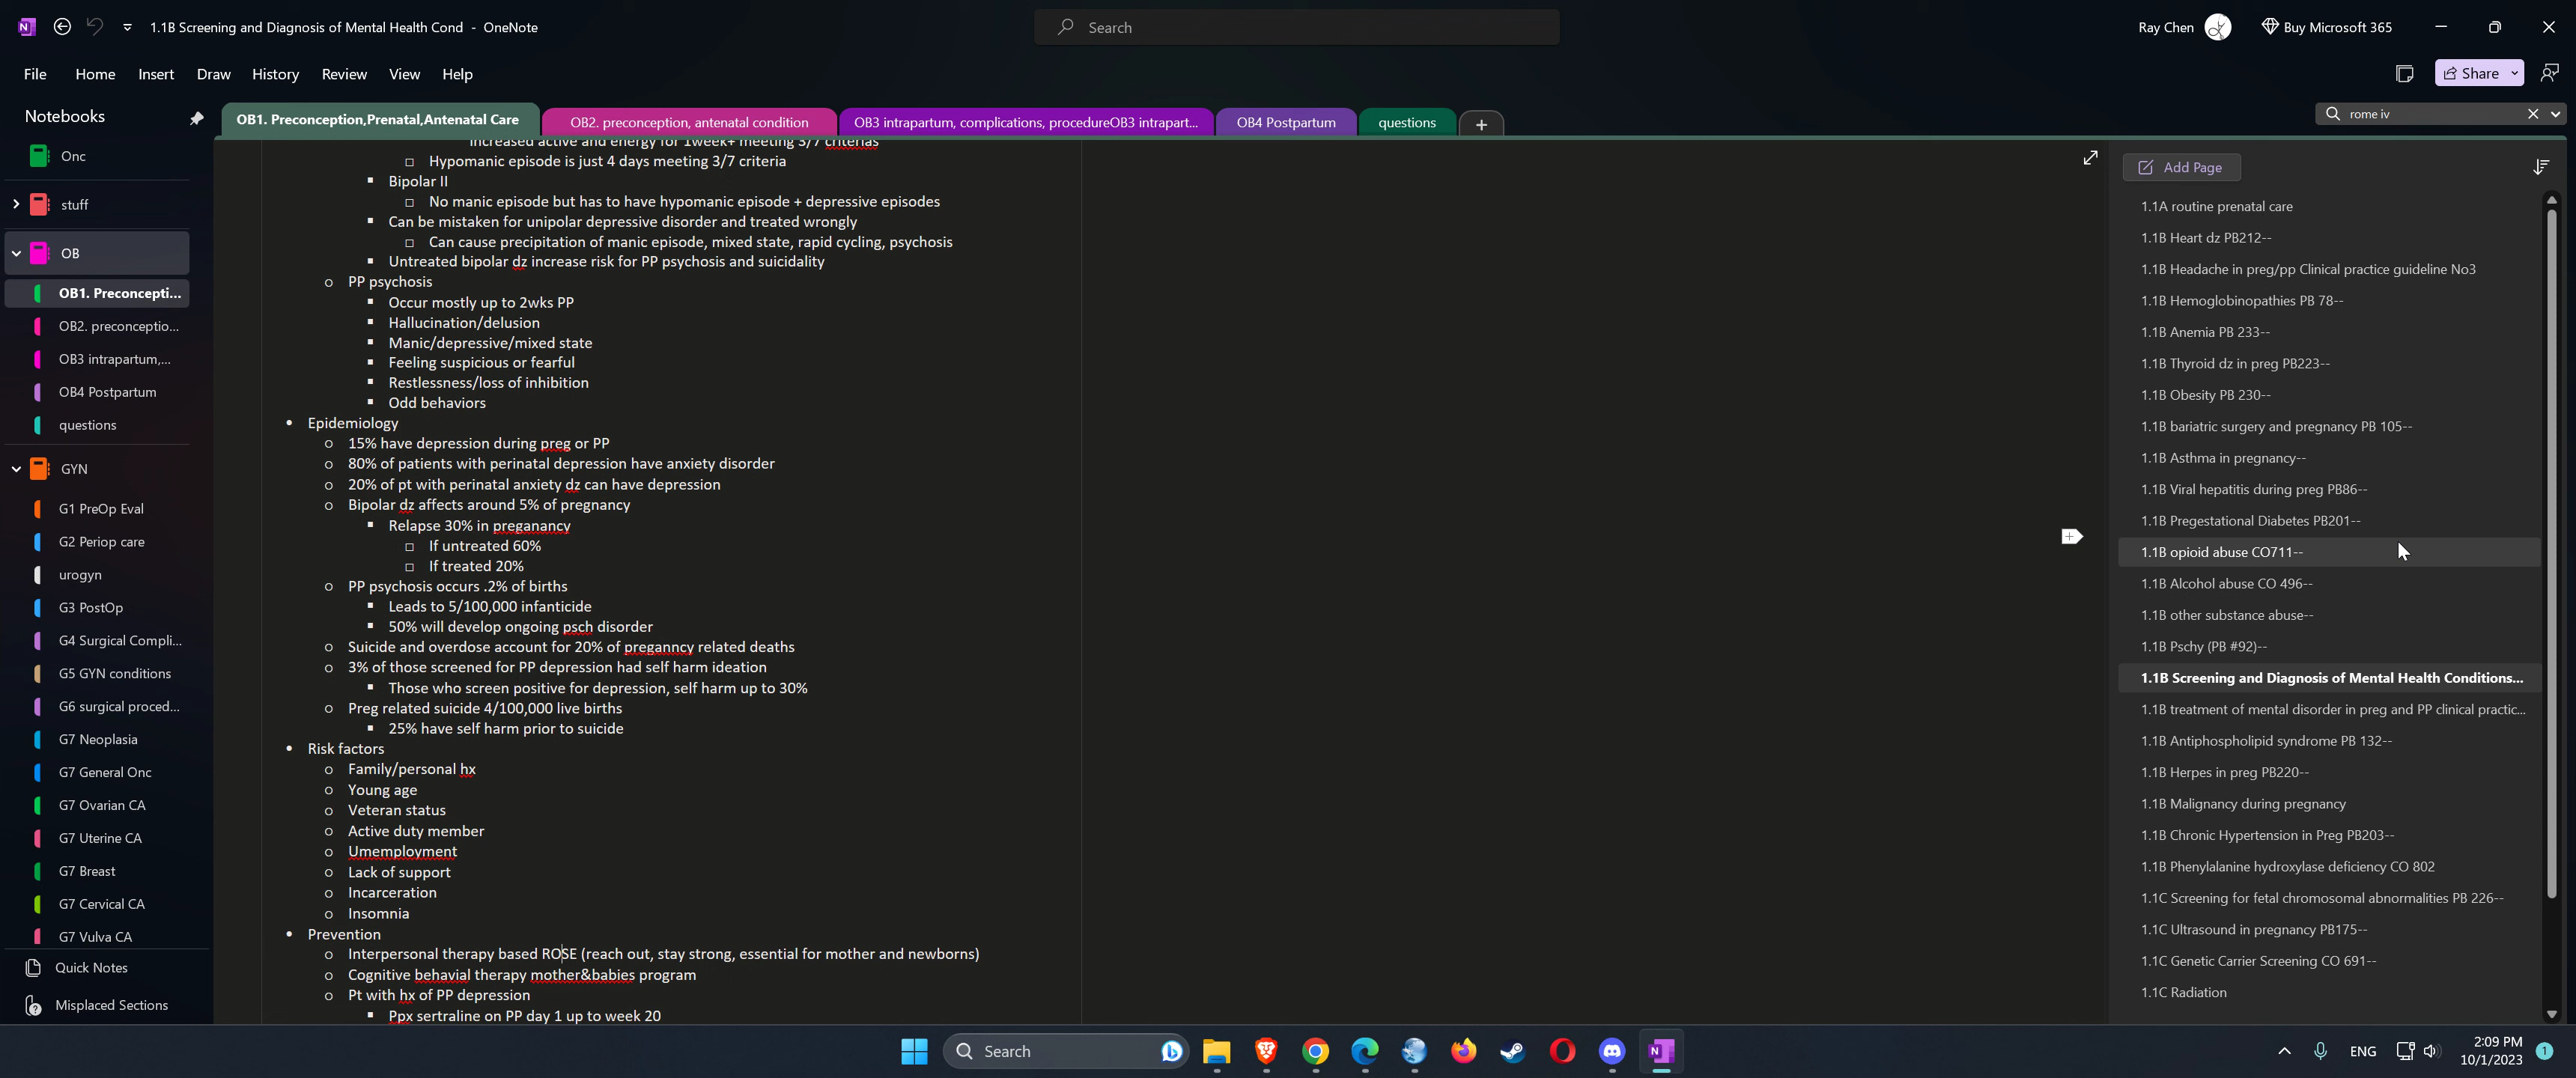 1.1B Screening and Diagnosis of Mental Health Cond - OneNote
Search
Ray Chen
Buy Microsoft 365
File Home Insert Draw History Review View Help
Share
Notebooks
OB1. Preconception,Prenatal,Antenatal Care
OB2. preconception, antenatal condition
OB3 intrapartum, complications, procedureOB3 intrapart...
OB4 Postpartum
questions
+
rome iv
Onc
stuff
OB
OB1. Preconcepti...
OB2. preconceptio...
OB3 intrapartum,...
OB4 Postpartum
questions
GYN
G1 PreOp Eval
G2 Periop care
urogyn
G3 PostOp
G4 Surgical Compli...
G5 GYN conditions
G6 surgical proced...
G7 Neoplasia
G7 General Onc
G7 Ovarian CA
G7 Uterine CA
G7 Breast
G7 Cervical CA
G7 Vulva CA
Quick Notes
Misplaced Sections
increased active and energy for 1week+ meeting 3/7 criterias
Hypomanic episode is just 4 days meeting 3/7 criteria
Bipolar II
No manic episode but has to have hypomanic episode + depressive episodes
Can be mistaken for unipolar depressive disorder and treated wrongly
Can cause precipitation of manic episode, mixed state, rapid cycling, psychosis
Untreated bipolar dz increase risk for PP psychosis and suicidality
PP psychosis
Occur mostly up to 2wks PP
Hallucination/delusion
Manic/depressive/mixed state
Feeling suspicious or fearful
Restlessness/loss of inhibition
Odd behaviors
Epidemiology
15% have depression during preg or PP
80% of patients with perinatal depression have anxiety disorder
20% of pt with perinatal anxiety dz can have depression
Bipolar dz affects around 5% of pregnancy
Relapse 30% in preganancy
If untreated 60%
If treated 20%
PP psychosis occurs .2% of births
Leads to 5/100,000 infanticide
50% will develop ongoing psch disorder
Suicide and overdose account for 20% of preganncy related deaths
3% of those screened for PP depression had self harm ideation
Those who screen positive for depression, self harm up to 30%
Preg related suicide 4/100,000 live births
25% have self harm prior to suicide
Risk factors
Family/personal hx
Young age
Veteran status
Active duty member
Umemployment
Lack of support
Incarceration
Insomnia
Prevention
Interpersonal therapy based ROSE (reach out, stay strong, essential for mother and newborns)
Cognitive behavial therapy mother&babies program
Pt with hx of PP depression
Ppx sertraline on PP day 1 up to week 20
Add Page
1.1A routine prenatal care
1.1B Heart dz PB212--
1.1B Headache in preg/pp Clinical practice guideline No3
1.1B Hemoglobinopathies PB 78--
1.1B Anemia PB 233--
1.1B Thyroid dz in preg PB223--
1.1B Obesity PB 230--
1.1B bariatric surgery and pregnancy PB 105--
1.1B Asthma in pregnancy--
1.1B Viral hepatitis during preg PB86--
1.1B Pregestational Diabetes PB201--
1.1B opioid abuse CO711--
1.1B Alcohol abuse CO 496--
1.1B other substance abuse--
1.1B Pschy (PB #92)--
1.1B Screening and Diagnosis of Mental Health Conditions...
1.1B treatment of mental disorder in preg and PP clinical practic...
1.1B Antiphospholipid syndrome PB 132--
1.1B Herpes in preg PB220--
1.1B Malignancy during pregnancy
1.1B Chronic Hypertension in Preg PB203--
1.1B Phenylalanine hydroxylase deficiency CO 802
1.1C Screening for fetal chromosomal abnormalities PB 226--
1.1C Ultrasound in pregnancy PB175--
1.1C Genetic Carrier Screening CO 691--
1.1C Radiation
Search
ENG
2:09 PM
10/1/2023
1